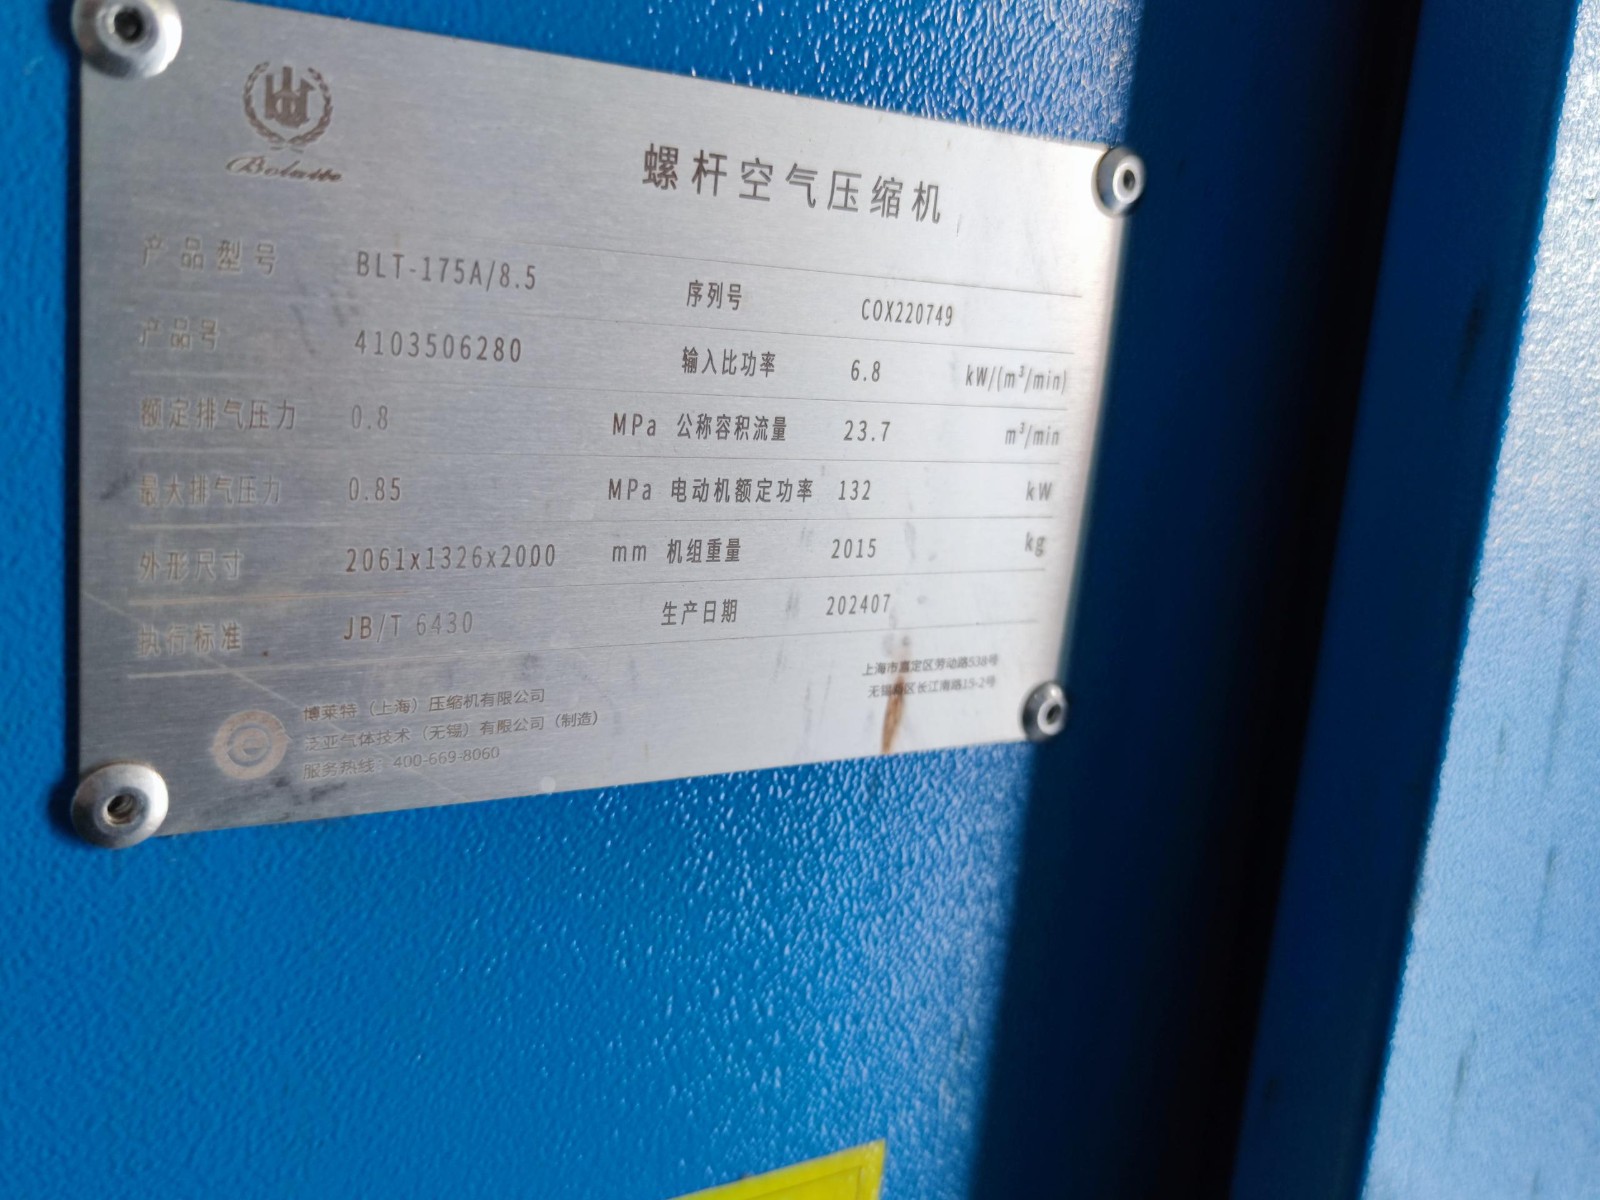 Bolaite
螺杆空气压缩机
产品型号 BLT-175A/8.5 序列号 COX220749
产品号 4103506280 输入比功率 6.8 kW/(m³/min)
额定排气压力 0.8 MPa 公称容积流量 23.7 m³/min
最大排气压力 0.85 MPa 电动机额定功率 132 kW
外形尺寸 2061x1326x2000 mm 机组重量 2015 kg
执行标准 JB/T 6430 生产日期 202407
博莱特（上海）压缩机有限公司 上海市嘉定区劳动路538号
泛亚气体技术（无锡）有限公司（制造） 无锡 区长江南路15-2号
服务热线：400-669-8060